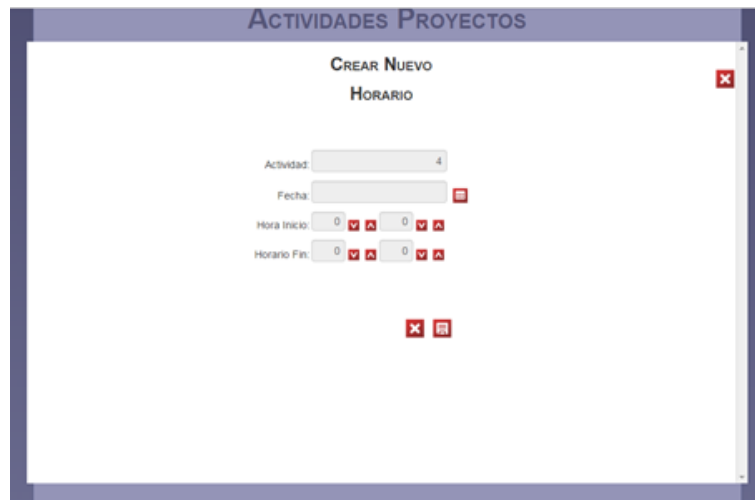 Actividades Proyectos
Crear Nuevo
Horario
Actividad: 4
Fecha:
Hora Inicio: 0 0
Horario Fin: 0 0